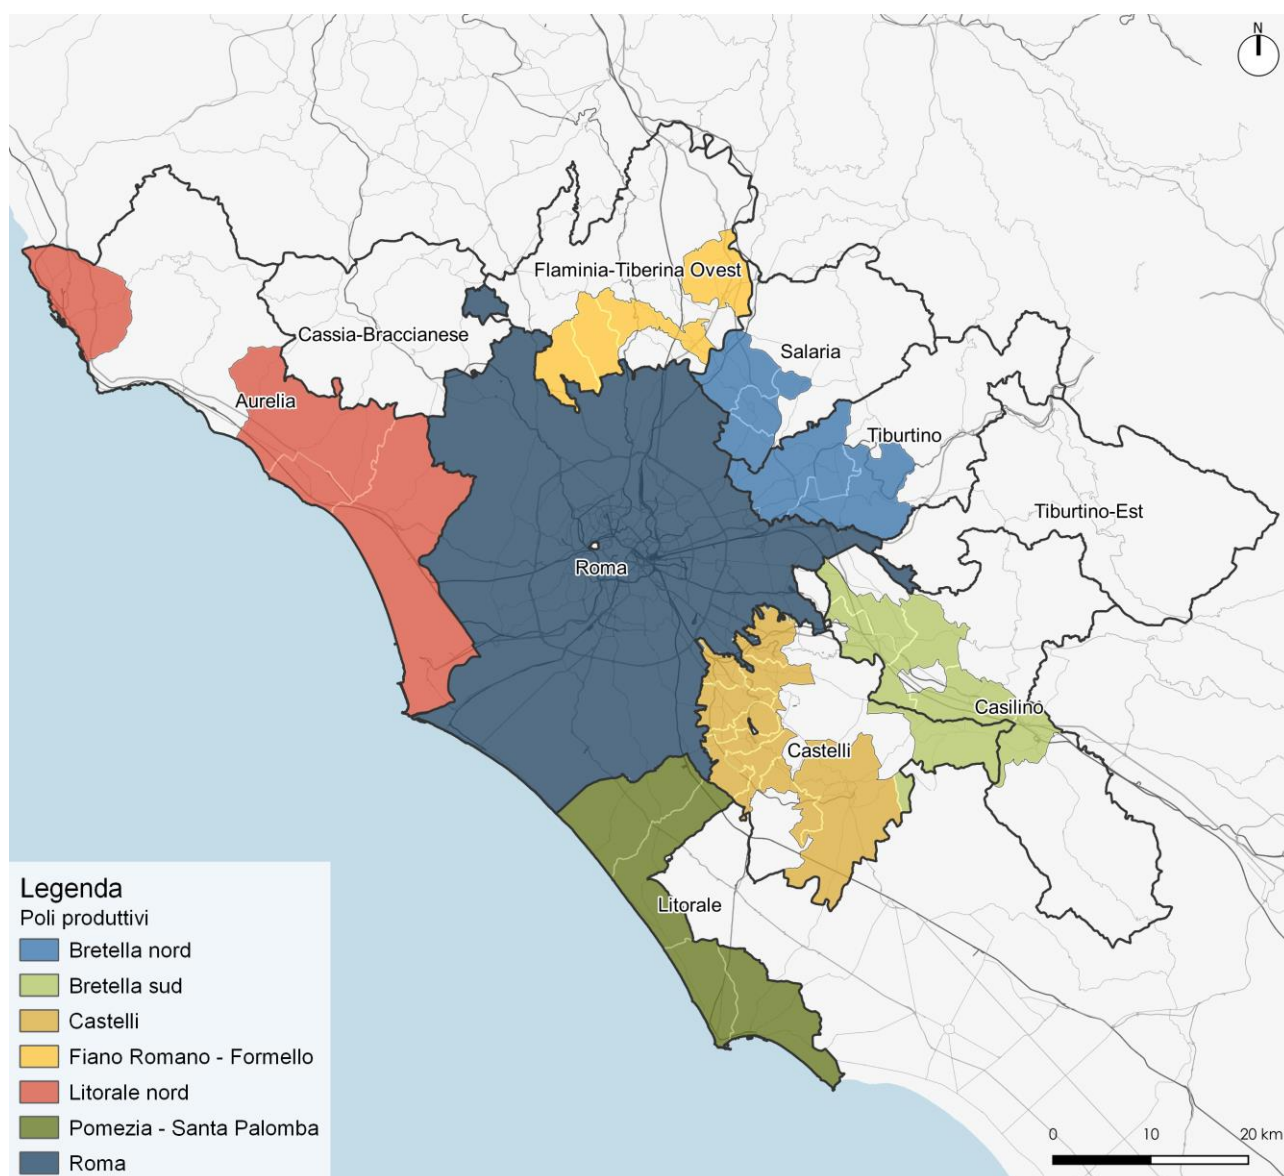 N
Flaminia-Tiberina Ovest
Cassia-Braccianese
Salaria
Aurelia
Tiburtino
Tiburtino-Est
Roma
Casilino
Castelli
Litorale
Legenda
Poli produttivi
Bretella nord
Bretella sud
Castelli
Fiano Romano - Formello
Litorale nord
Pomezia - Santa Palomba
Roma
0 10 20 km